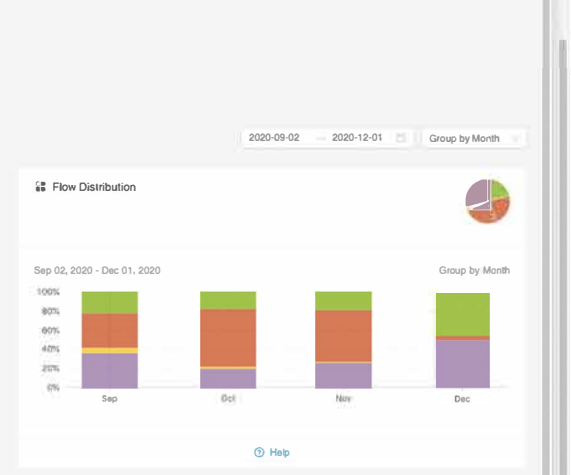 2020-09-02 → 2020-12-01 Group by Month
Flow Distribution
Sep 02, 2020 - Dec 01, 2020 Group by Month
100%
80%
60%
40%
20%
0%
Sep Oct Nov Dec
Help